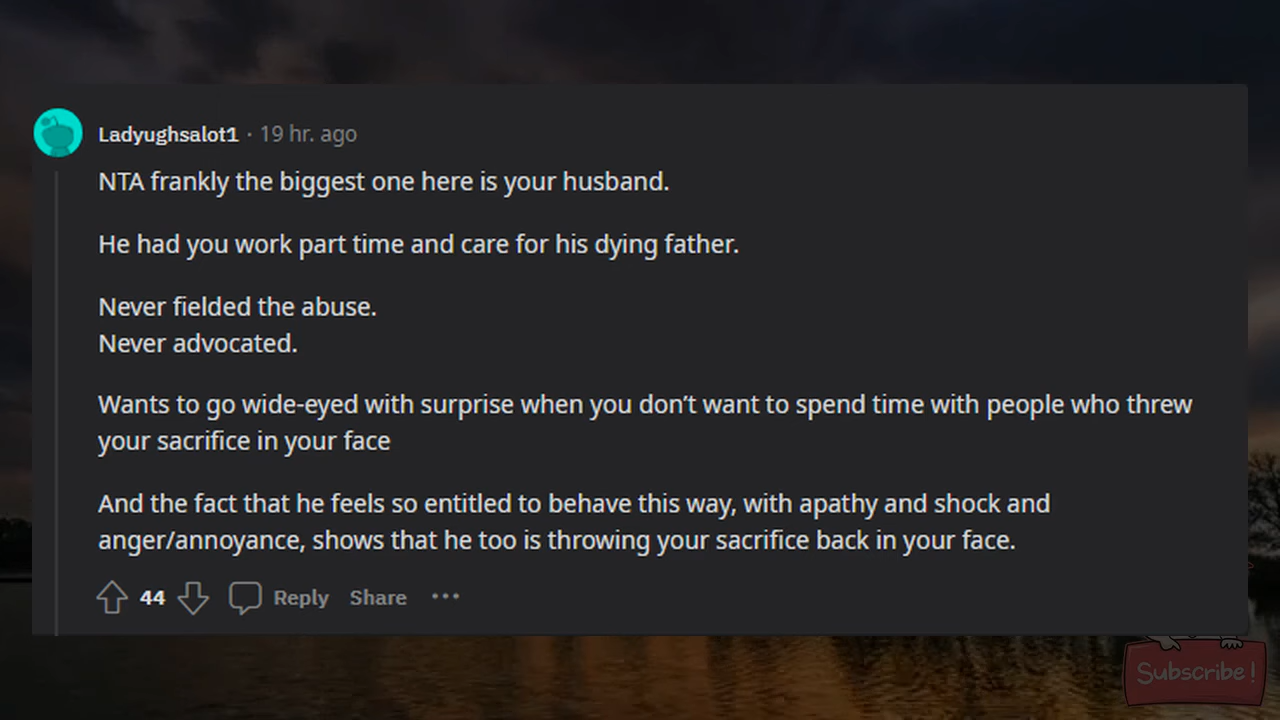 Ladyughsalot1 · 19 hr. ago
NTA frankly the biggest one here is your husband.
He had you work part time and care for his dying father.
Never fielded the abuse.
Never advocated.
Wants to go wide-eyed with surprise when you don’t want to spend time with people who threw
your sacrifice in your face
And the fact that he feels so entitled to behave this way, with apathy and shock and
anger/annoyance, shows that he too is throwing your sacrifice back in your face.
44 Reply Share •••
Subscribe!